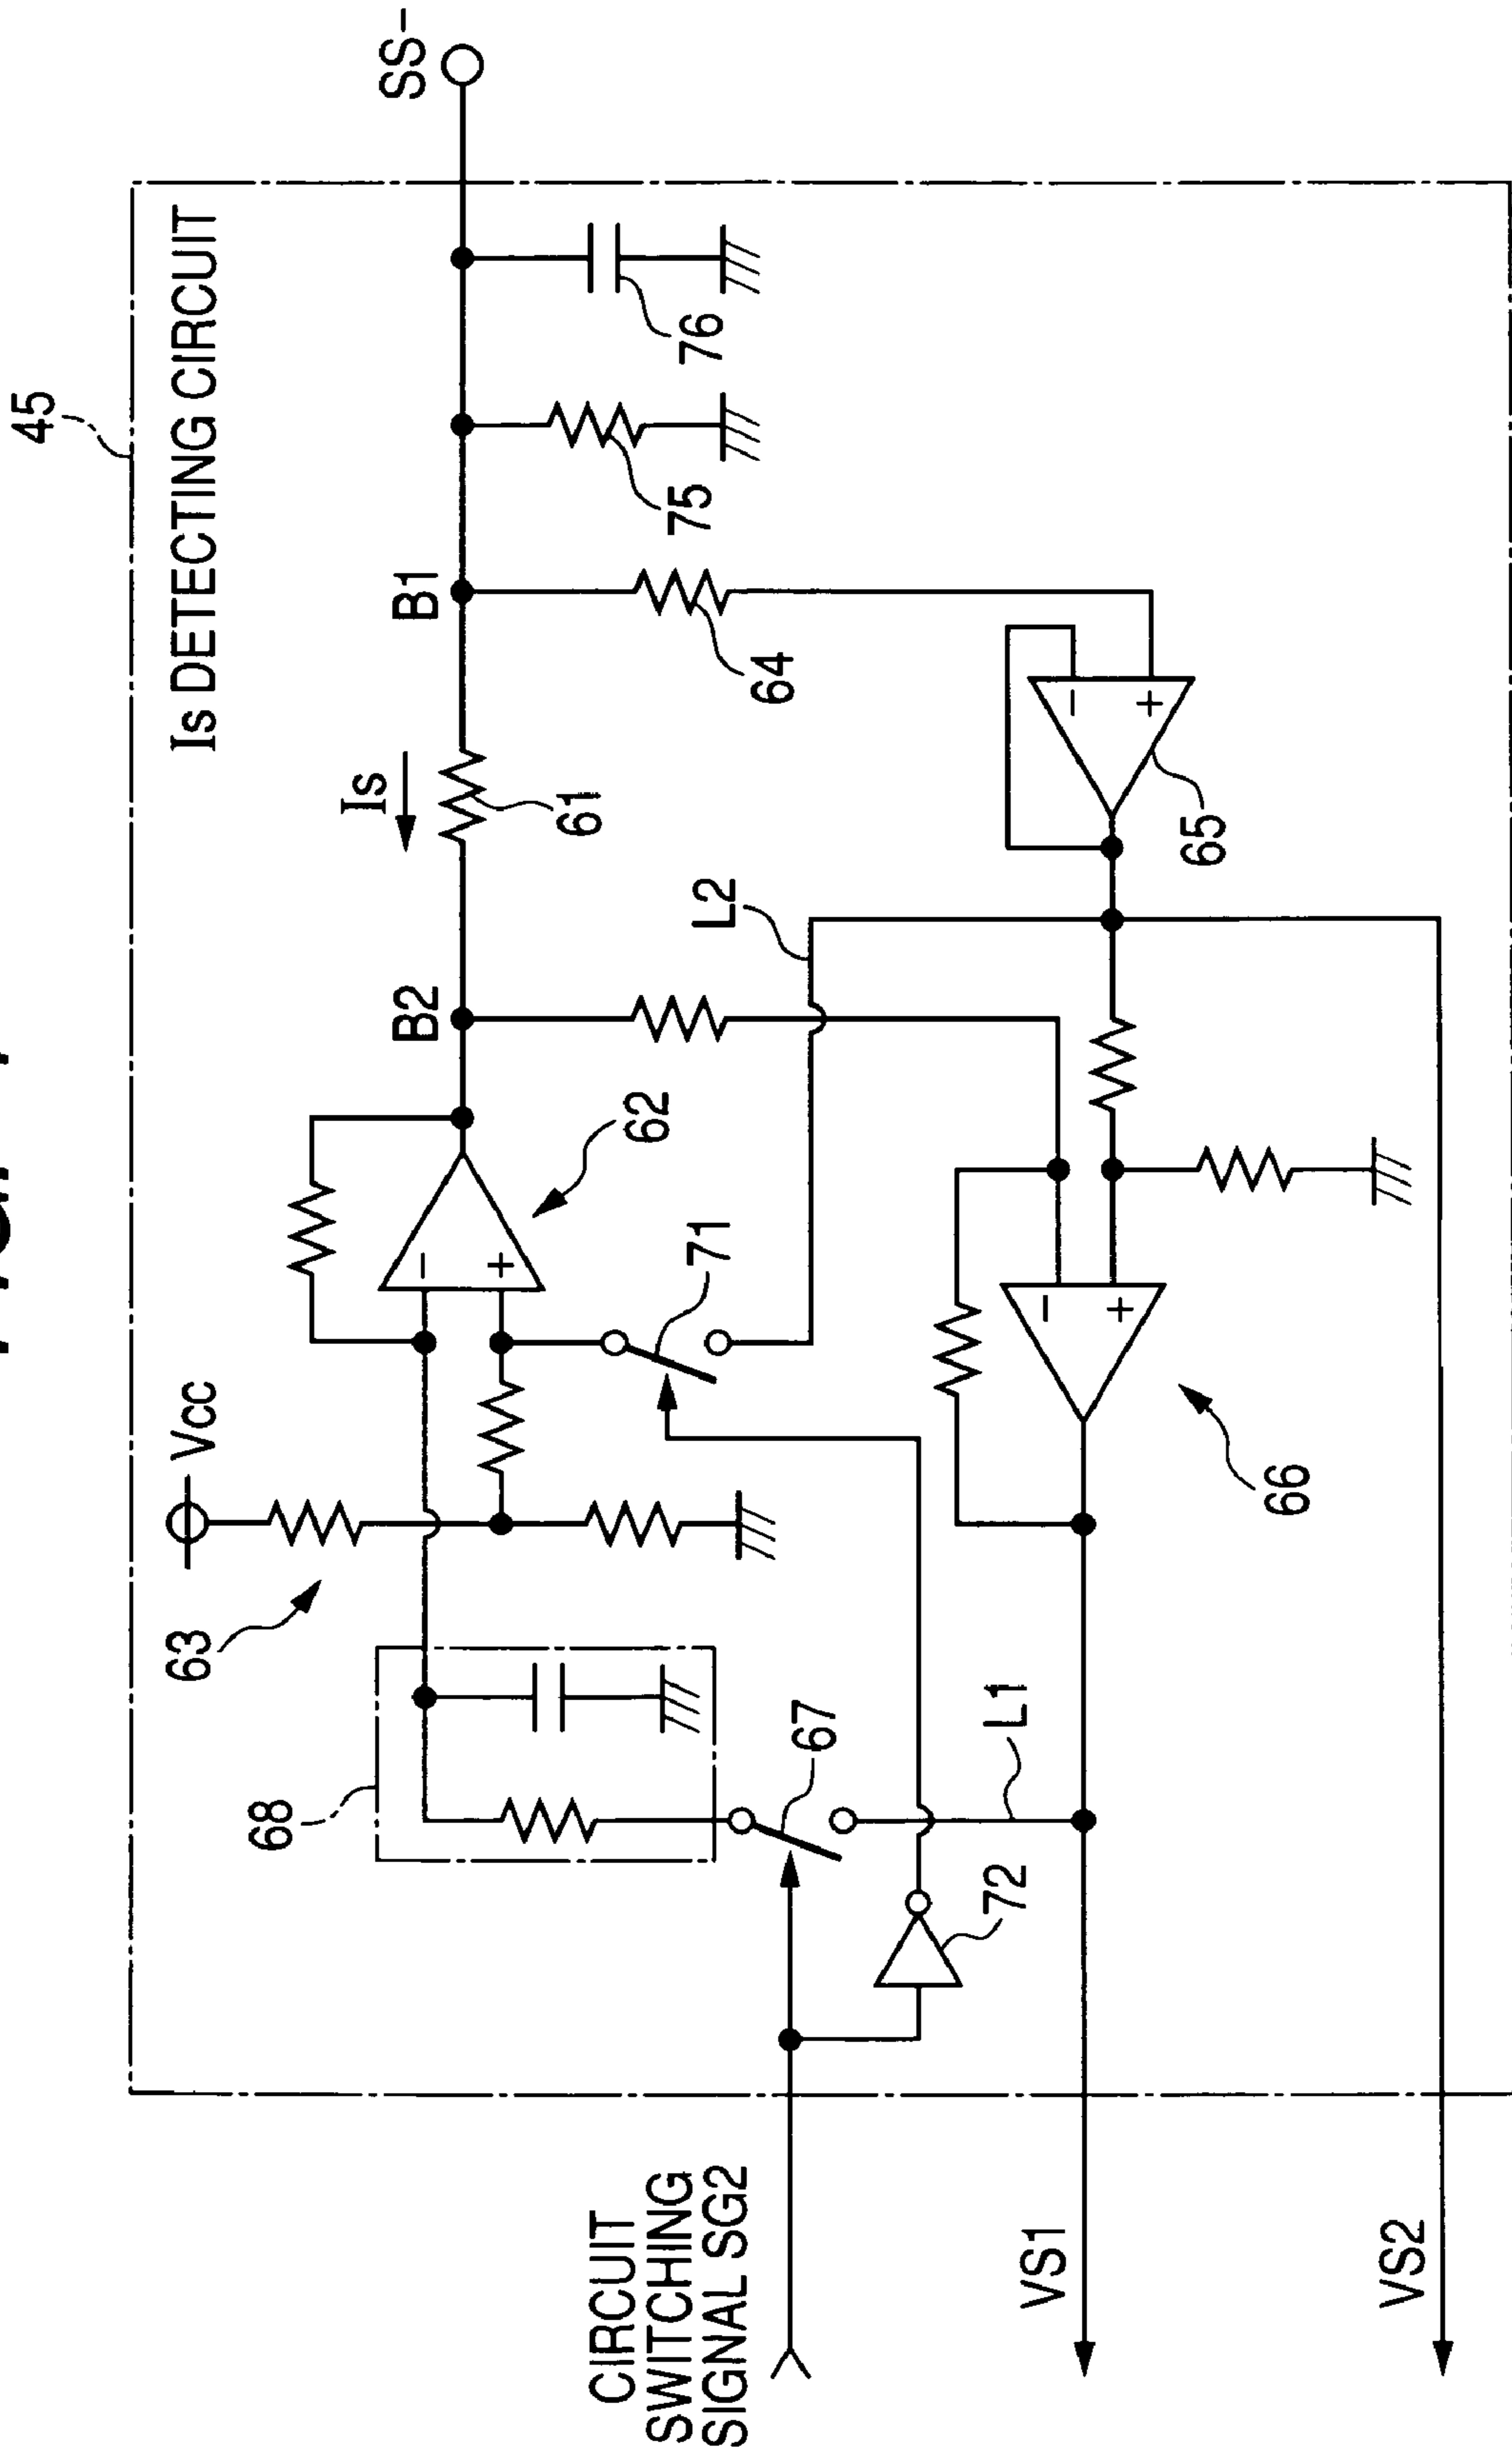 45
63
Vcc
Is DETECTING CIRCUIT
68
Is
SS-
B2
B1
-
+
61
62
CIRCUIT
SWITCHING
SIGNAL SG2
71
L2
75
76
64
67
72
L1
VS1
-
+
-
+
65
66
VS2